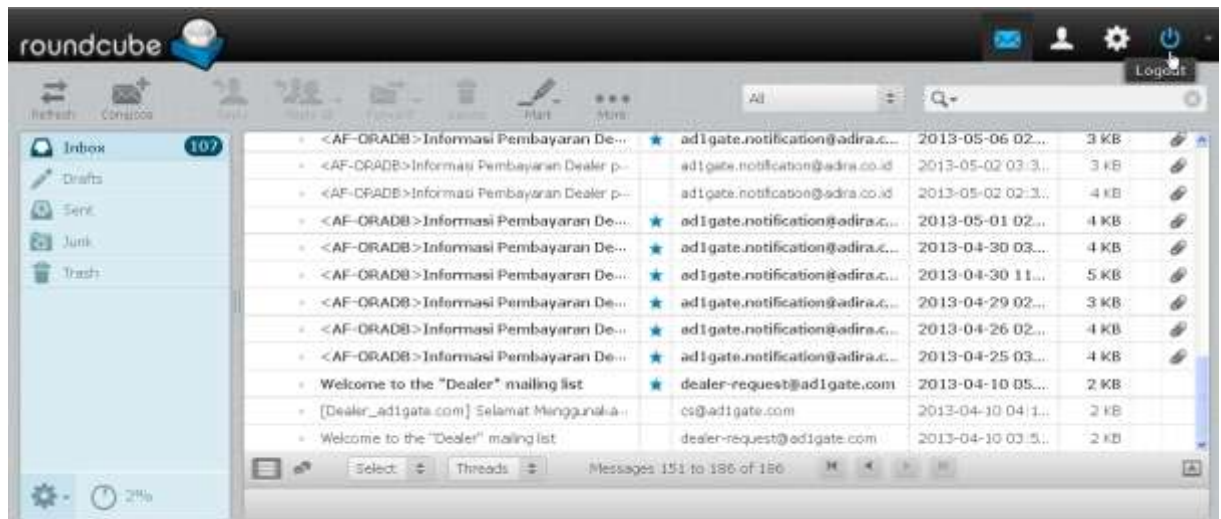 roundcube
Logout
Refresh Compose Mark More
All
Inbox 107
Drafts
Sent
Junk
Trash
<AF-ORADB>Informasi Pembayaran De... ad1gate.notification@adira.c... 2013-05-06 02... 3 KB
<AF-ORADB>Informasi Pembayaran Dealer p... ad1gate.notification@adira.co.id 2013-05-02 03:3... 3 KB
<AF-ORADB>Informasi Pembayaran Dealer p... ad1gate.notification@adira.co.id 2013-05-02 02:3... 4 KB
<AF-ORADB>Informasi Pembayaran De... ad1gate.notification@adira.c... 2013-05-01 02... 4 KB
<AF-ORADB>Informasi Pembayaran De... ad1gate.notification@adira.c... 2013-04-30 03... 4 KB
<AF-ORADB>Informasi Pembayaran De... ad1gate.notification@adira.c... 2013-04-30 11... 5 KB
<AF-ORADB>Informasi Pembayaran De... ad1gate.notification@adira.c... 2013-04-29 02... 3 KB
<AF-ORADB>Informasi Pembayaran De... ad1gate.notification@adira.c... 2013-04-26 02... 4 KB
<AF-ORADB>Informasi Pembayaran De... ad1gate.notification@adira.c... 2013-04-25 03... 4 KB
Welcome to the "Dealer" mailing list dealer-request@ad1gate.com 2013-04-10 05.... 2 KB
[Dealer_ad1gate.com] Selamat Menggunaka... cs@ad1gate.com 2013-04-10 04:1... 2 KB
Welcome to the "Dealer" mailing list dealer-request@ad1gate.com 2013-04-10 03:5... 2 KB
Select Threads Messages 151 to 186 of 186
2%